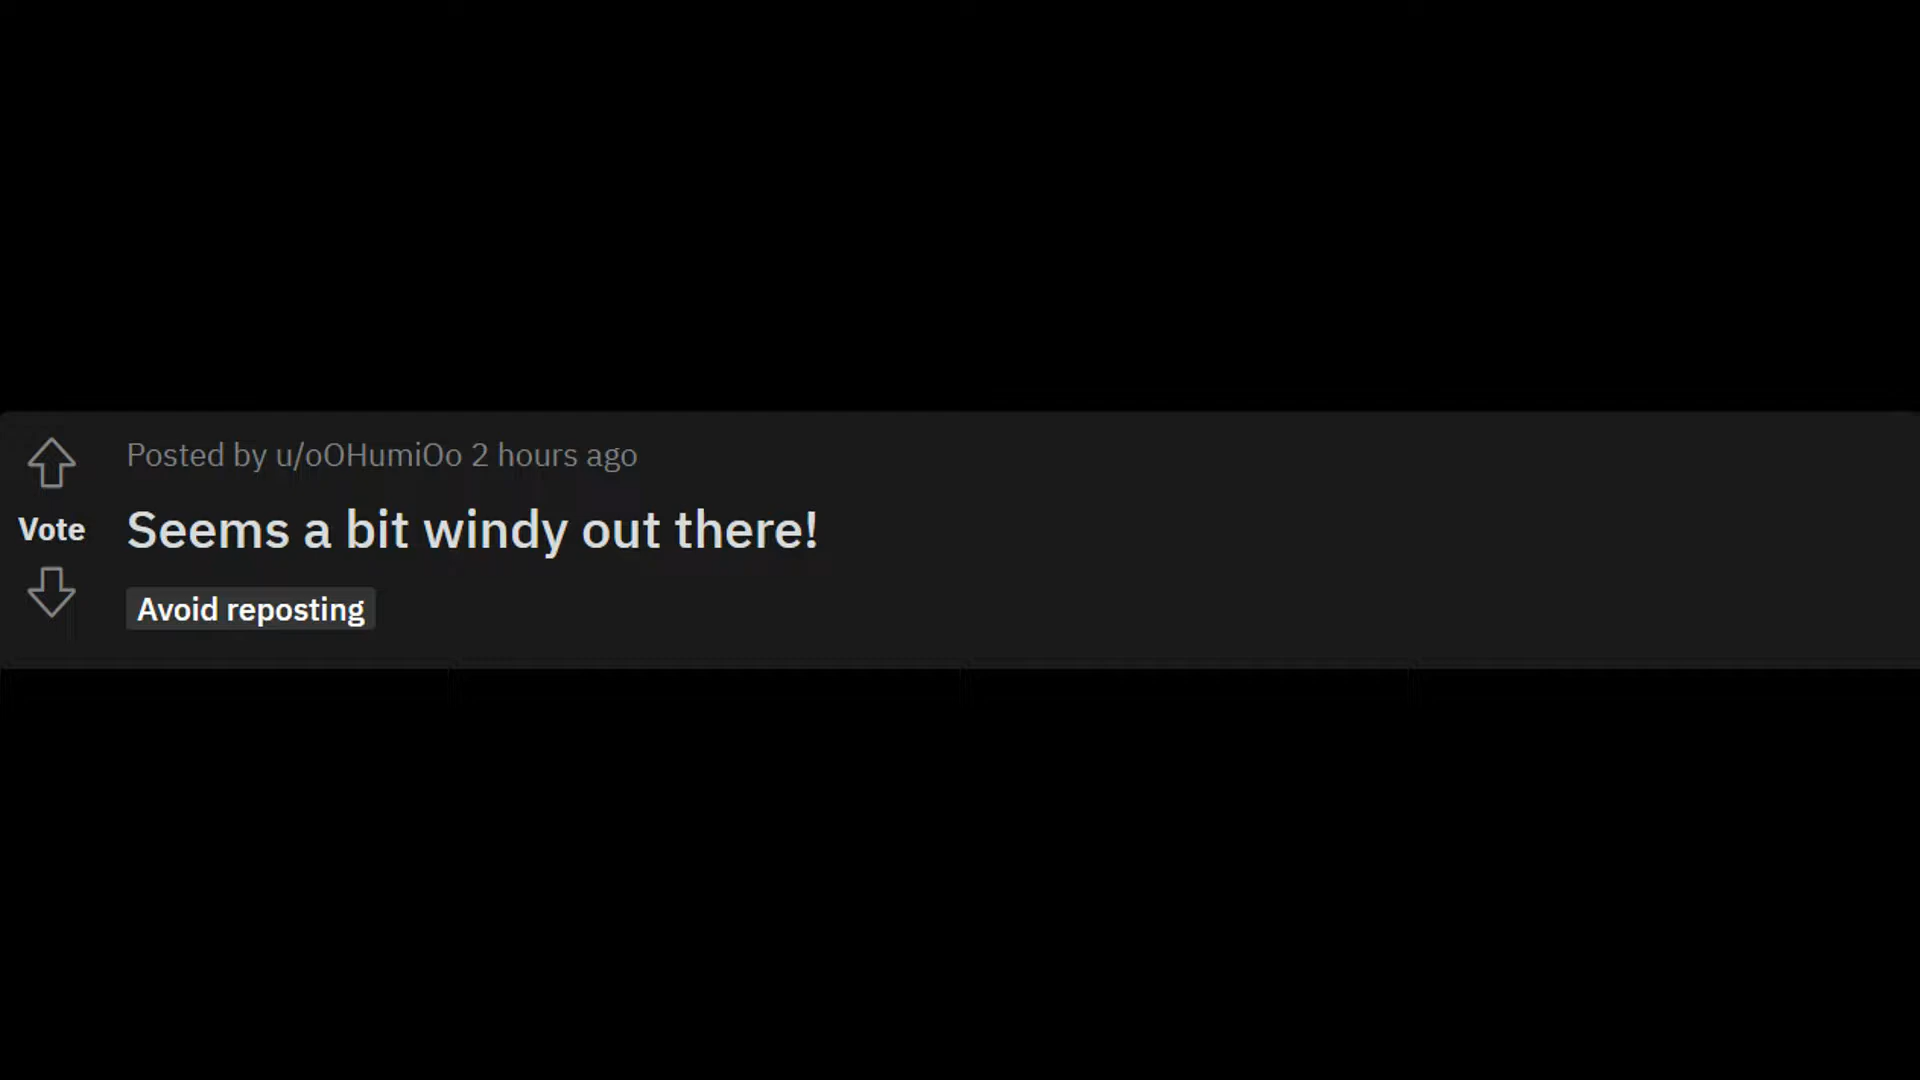 Posted by u/oOHumiOo 2 hours ago
Vote
Seems a bit windy out there!
Avoid reposting